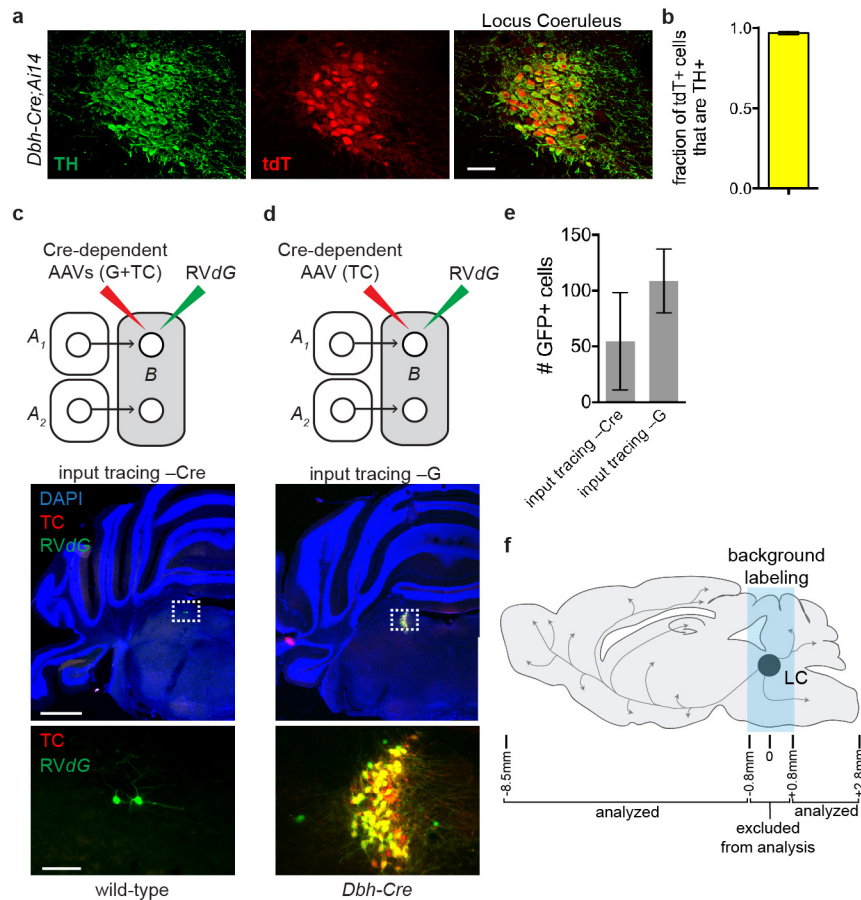 a
Locus Coeruleus
Dbh-Cre;Ai14
TH
tdT
b
fraction of tdT+ cells
that are TH+
1.0
0.5
1.0
c
Cre-dependent
AAVs (G+TC)
RVdG
A1
A2
B
input tracing –Cre
DAPI
TC
RVdG
TC
RVdG
wild-type
d
Cre-dependent
AAV (TC)
RVdG
A1
A2
B
input tracing –G
Dbh-Cre
e
# GFP+ cells
150
100
50
0
input tracing –Cre
input tracing –G
f
background
labeling
LC
-8.5mm
-0.8mm
0
+0.8mm
+2.8mm
analyzed
excluded
from analysis
analyzed